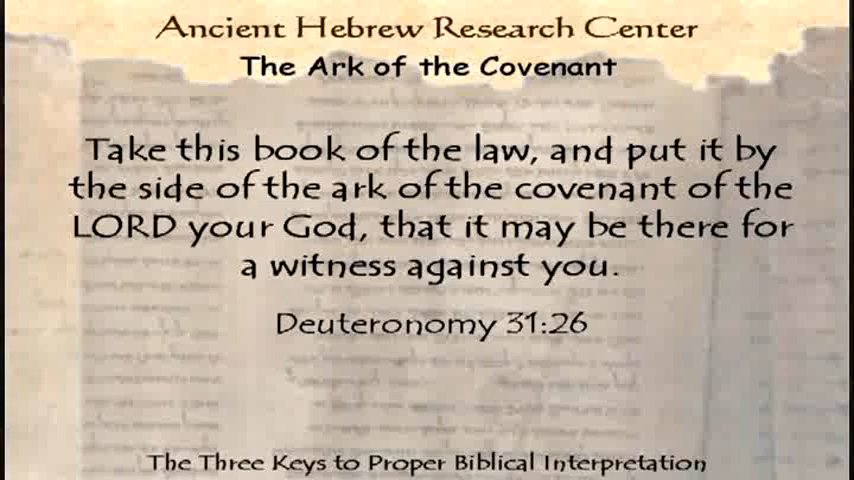 Ancient Hebrew Research Center
The Ark of the Covenant
Take this book of the law, and put it by
the side of the ark of the covenant of the
LORD your God, that it may be there for
a witness against you.
Deuteronomy 31:26
The Three Keys to Proper Biblical Interpretation